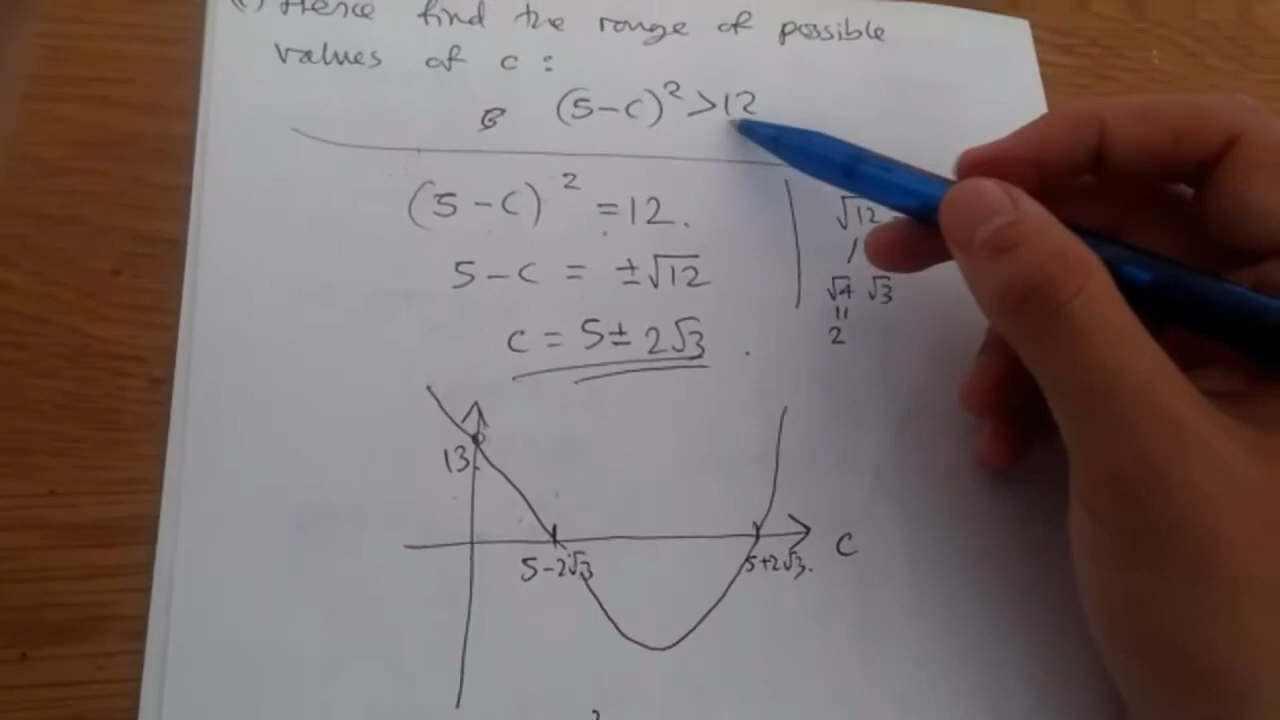 Hence find the range of possible
values of c :
(5-c)² > 12
(5-c)² = 12.
5-c = ±√12
c = 5± 2√3
√12
√4 √3
2
13
5-2√3
5+2√3.
c